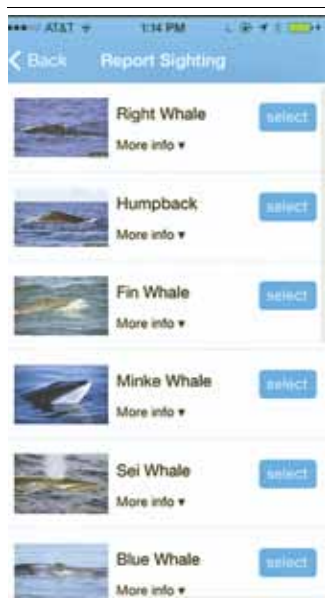 AT&T 1:14 PM
Back Report Sighting
Right Whale
select
More info ▾
Humpback
select
More info ▾
Fin Whale
select
More info ▾
Minke Whale
select
More info ▾
Sei Whale
select
More info ▾
Blue Whale
select
More info ▾